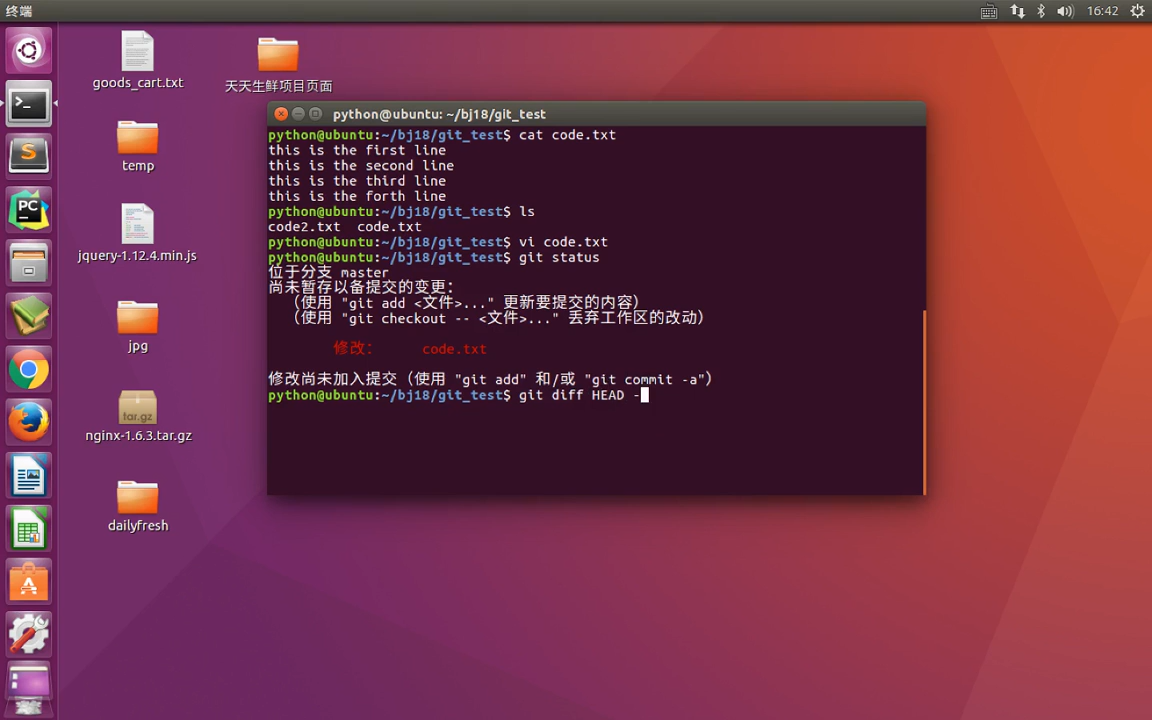 终端
16:42
goods_cart.txt
天天生鲜项目页面
temp
jquery-1.12.4.min.js
jpg
tar.gz
nginx-1.6.3.tar.gz
dailyfresh
S
PC
python@ubuntu: ~/bj18/git_test
python@ubuntu:~/bj18/git_test$ cat code.txt
this is the first line
this is the second line
this is the third line
this is the forth line
python@ubuntu:~/bj18/git_test$ ls
code2.txt  code.txt
python@ubuntu:~/bj18/git_test$ vi code.txt
python@ubuntu:~/bj18/git_test$ git status
位于分支 master
尚未暂存以备提交的变更：
（使用 "git add <文件>..." 更新要提交的内容）
（使用 "git checkout -- <文件>..." 丢弃工作区的改动）
修改：     code.txt
修改尚未加入提交（使用 "git add" 和/或 "git commit -a"）
python@ubuntu:~/bj18/git_test$ git diff HEAD -